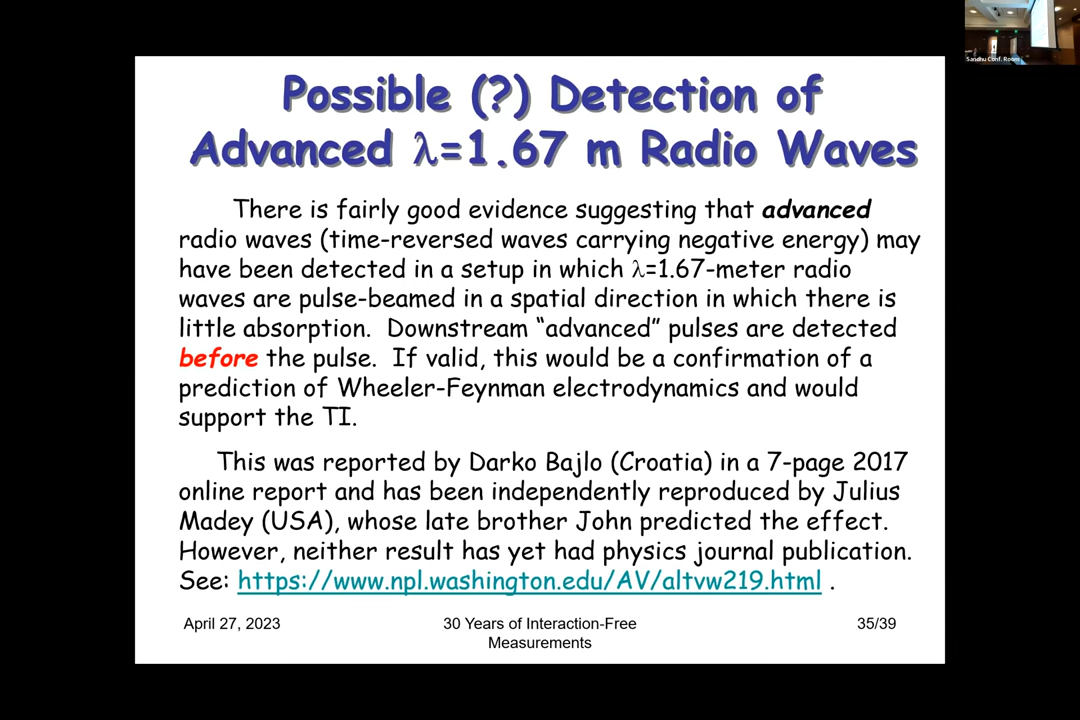 Sandhu Conf. Room
Possible (?) Detection of
Advanced λ=1.67 m Radio Waves
There is fairly good evidence suggesting that advanced
radio waves (time-reversed waves carrying negative energy) may
have been detected in a setup in which λ=1.67-meter radio
waves are pulse-beamed in a spatial direction in which there is
little absorption. Downstream “advanced” pulses are detected
before the pulse. If valid, this would be a confirmation of a
prediction of Wheeler-Feynman electrodynamics and would
support the TI.
This was reported by Darko Bajlo (Croatia) in a 7-page 2017
online report and has been independently reproduced by Julius
Madey (USA), whose late brother John predicted the effect.
However, neither result has yet had physics journal publication.
See: https://www.npl.washington.edu/AV/altvw219.html .
April 27, 2023
30 Years of Interaction-Free
Measurements
35/39